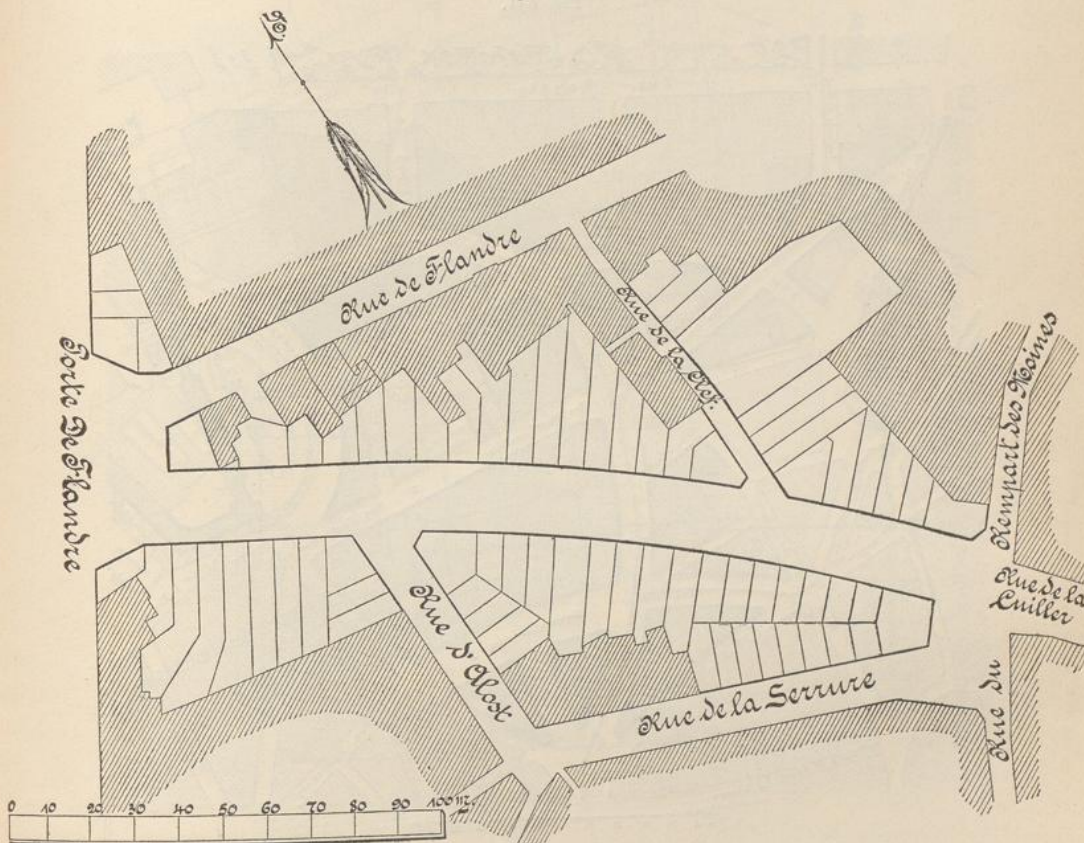 Rue de Flandre
Rue de la Clef.
Porte De Flandre
Rue du Rempart des Moines
Rue de la
Cuiller
Rue d'Alost
Rue de la Serrure
0 10 20 30 40 50 60 70 80 90 100 m.